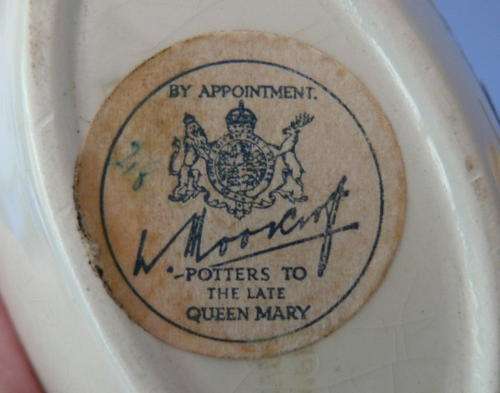 BY APPOINTMENT.
W. Moorcroft
POTTERS TO
THE LATE
QUEEN MARY